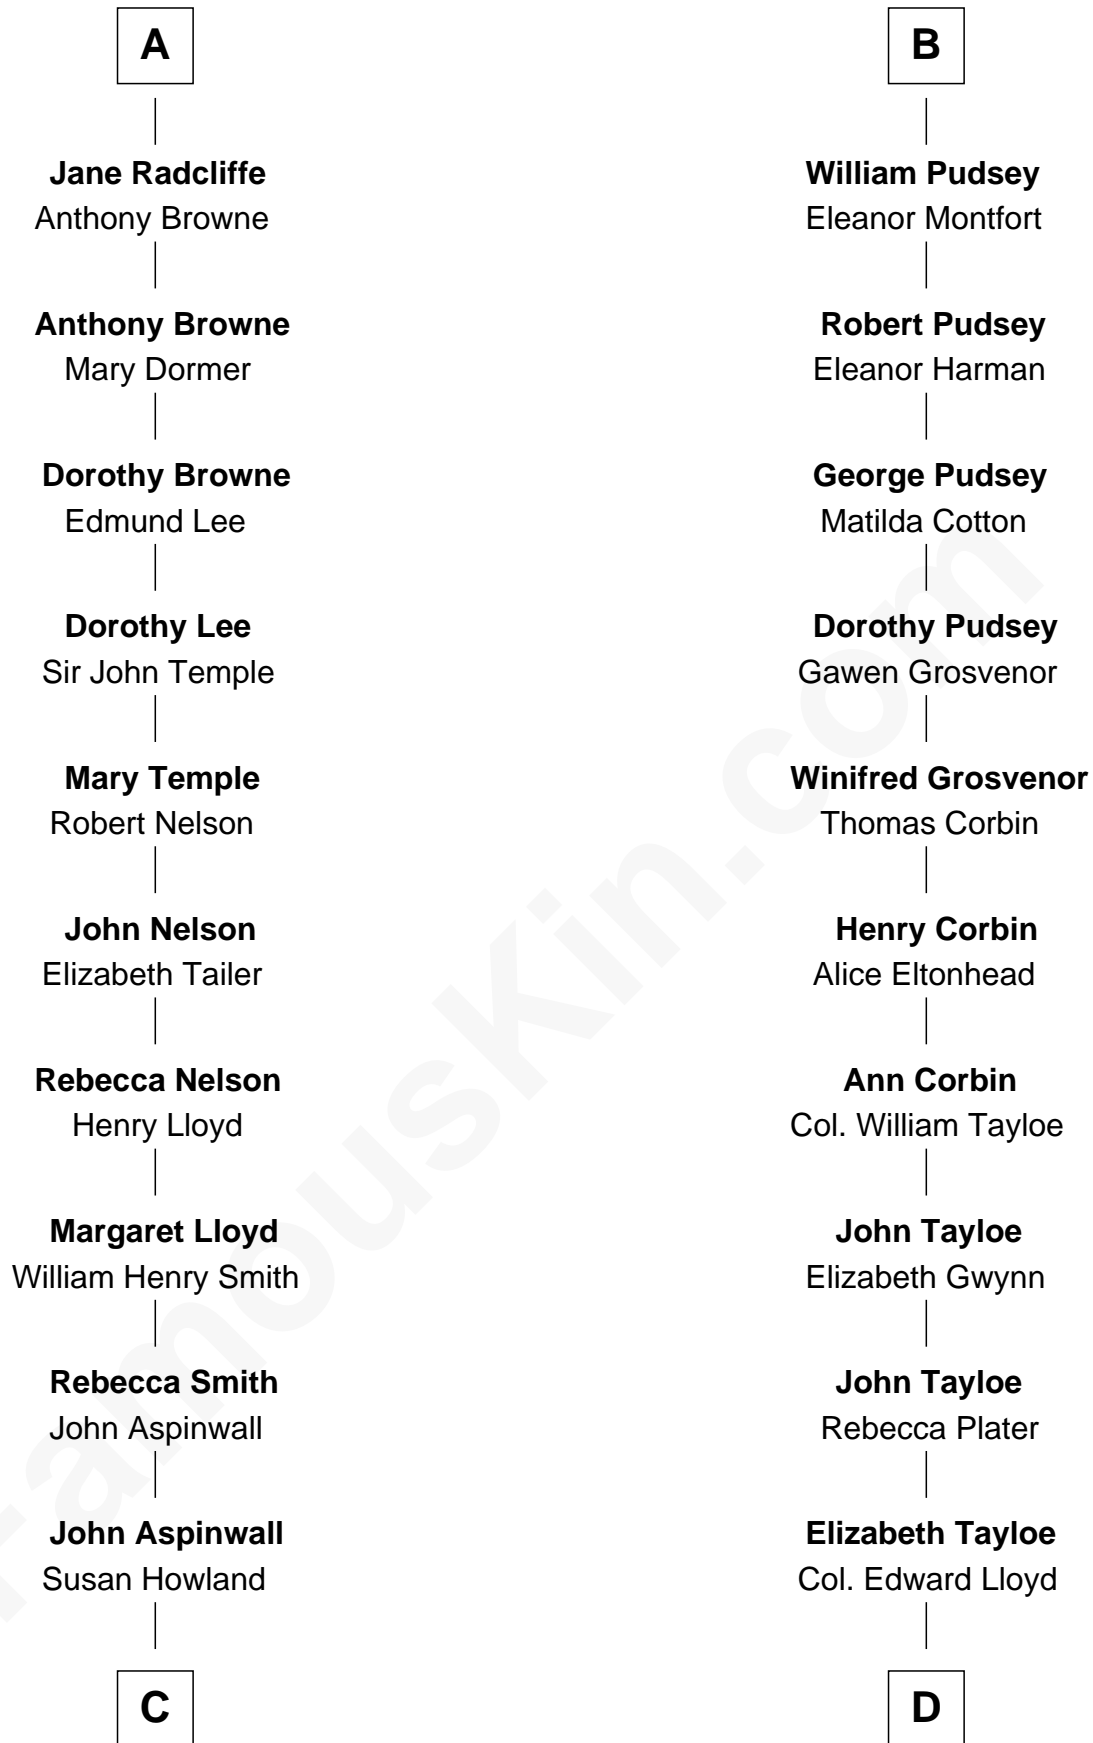 A
Jane Radcliffe
Anthony Browne
Anthony Browne
Mary Dormer
Dorothy Browne
Edmund Lee
Dorothy Lee
Sir John Temple
Mary Temple
Robert Nelson
John Nelson
Elizabeth Tailer
Rebecca Nelson
Henry Lloyd
Margaret Lloyd
William Henry Smith
Rebecca Smith
John Aspinwall
John Aspinwall
Susan Howland
C
B
William Pudsey
Eleanor Montfort
Robert Pudsey
Eleanor Harman
George Pudsey
Matilda Cotton
Dorothy Pudsey
Gawen Grosvenor
Winifred Grosvenor
Thomas Corbin
Henry Corbin
Alice Eltonhead
Ann Corbin
Col. William Tayloe
John Tayloe
Elizabeth Gwynn
John Tayloe
Rebecca Plater
Elizabeth Tayloe
Col. Edward Lloyd
D
FamousKin.com